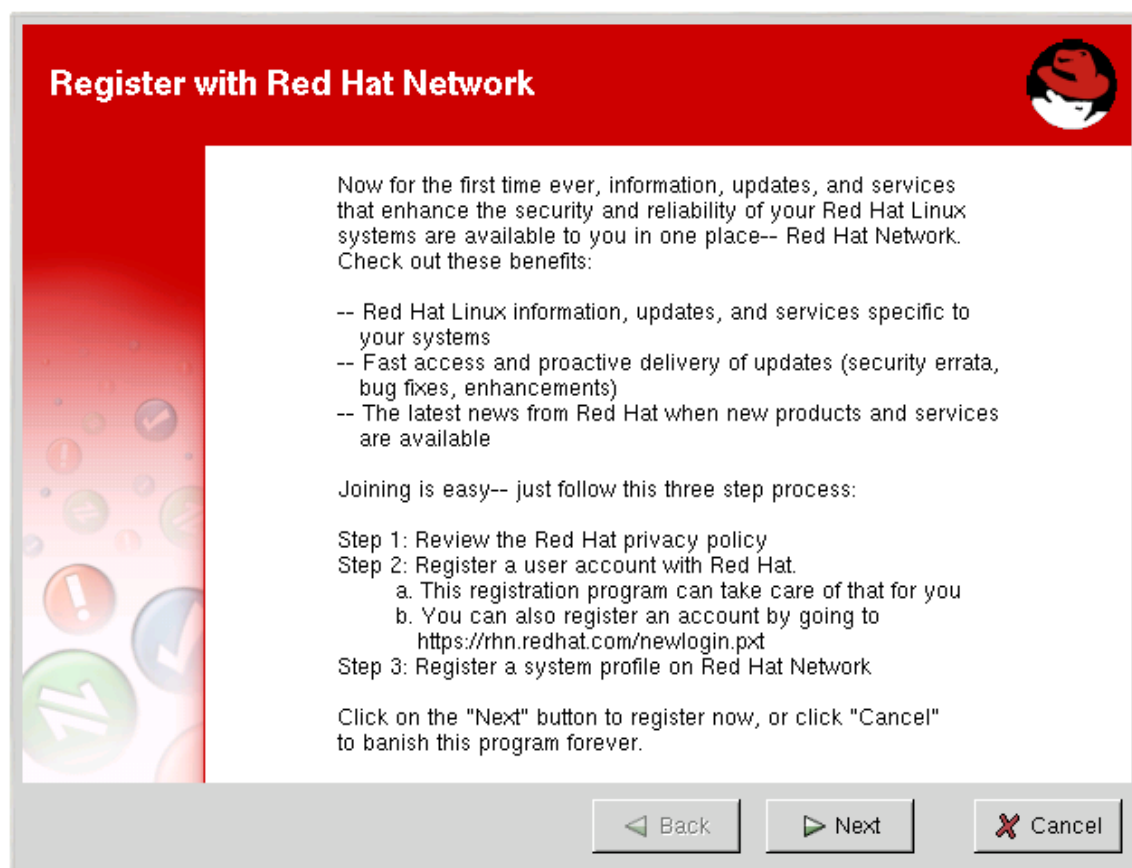 Register with Red Hat Network
Now for the first time ever, information, updates, and services
that enhance the security and reliability of your Red Hat Linux
systems are available to you in one place-- Red Hat Network.
Check out these benefits:
-- Red Hat Linux information, updates, and services specific to
your systems
-- Fast access and proactive delivery of updates (security errata,
bug fixes, enhancements)
-- The latest news from Red Hat when new products and services
are available
Joining is easy-- just follow this three step process:
Step 1: Review the Red Hat privacy policy
Step 2: Register a user account with Red Hat.
a. This registration program can take care of that for you
b. You can also register an account by going to
https://rhn.redhat.com/newlogin.pxt
Step 3: Register a system profile on Red Hat Network
Click on the "Next" button to register now, or click "Cancel"
to banish this program forever.
Back Next Cancel